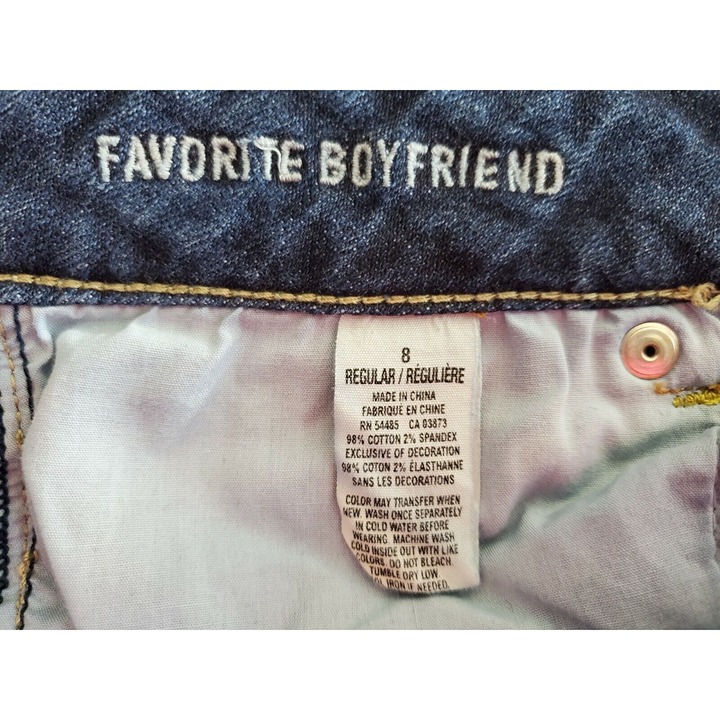 FAVORITE BOYFRIEND
8
REGULAR / RÉGULIÈRE
MADE IN CHINA
FABRIQUE EN CHINE
RN 54485 CA 03873
98% COTTON 2% SPANDEX
EXCLUSIVE OF DECORATION
98% COTON 2% ÉLASTHANNE
SANS LES DECORATIONS
COLOR MAY TRANSFER WHEN
NEW. WASH ONCE SEPARATELY
IN COLD WATER BEFORE
WEARING. MACHINE WASH
COLD INSIDE OUT WITH LIKE
COLORS. DO NOT BLEACH.
TUMBLE DRY LOW
IRON IF NEEDED.